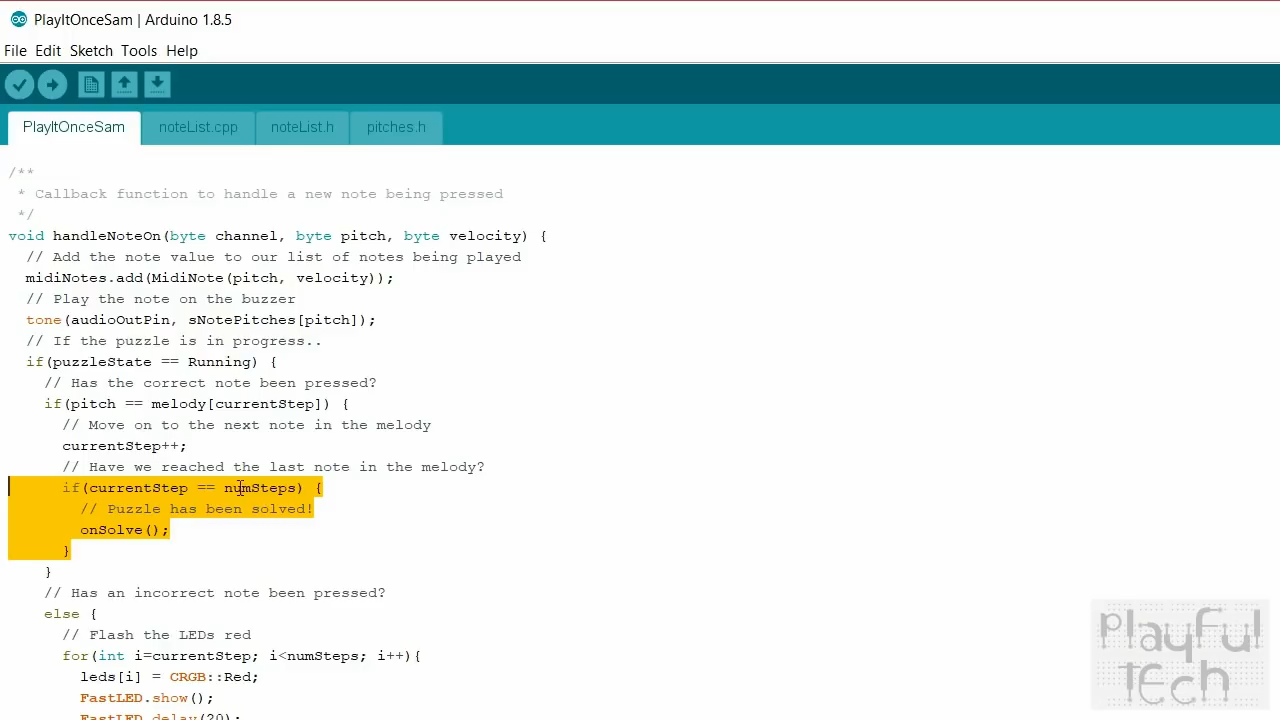 PlayItOnceSam | Arduino 1.8.5
File Edit Sketch Tools Help
PlayItOnceSam noteList.cpp noteList.h pitches.h
/**
 * Callback function to handle a new note being pressed
 */
void handleNoteOn(byte channel, byte pitch, byte velocity) {
  // Add the note value to our list of notes being played
  midiNotes.add(MidiNote(pitch, velocity));
  // Play the note on the buzzer
  tone(audioOutPin, sNotePitches[pitch]);
  // If the puzzle is in progress..
  if(puzzleState == Running) {
    // Has the correct note been pressed?
    if(pitch == melody[currentStep]) {
      // Move on to the next note in the melody
      currentStep++;
      // Have we reached the last note in the melody?
      if(currentStep == numSteps) {
        // Puzzle has been solved!
        onSolve();
      }
    }
    // Has an incorrect note been pressed?
    else {
      // Flash the LEDs red
      for(int i=currentStep; i<numSteps; i++){
        leds[i] = CRGB::Red;
        FastLED.show();
        FastLED.delay(20);
playful
tech